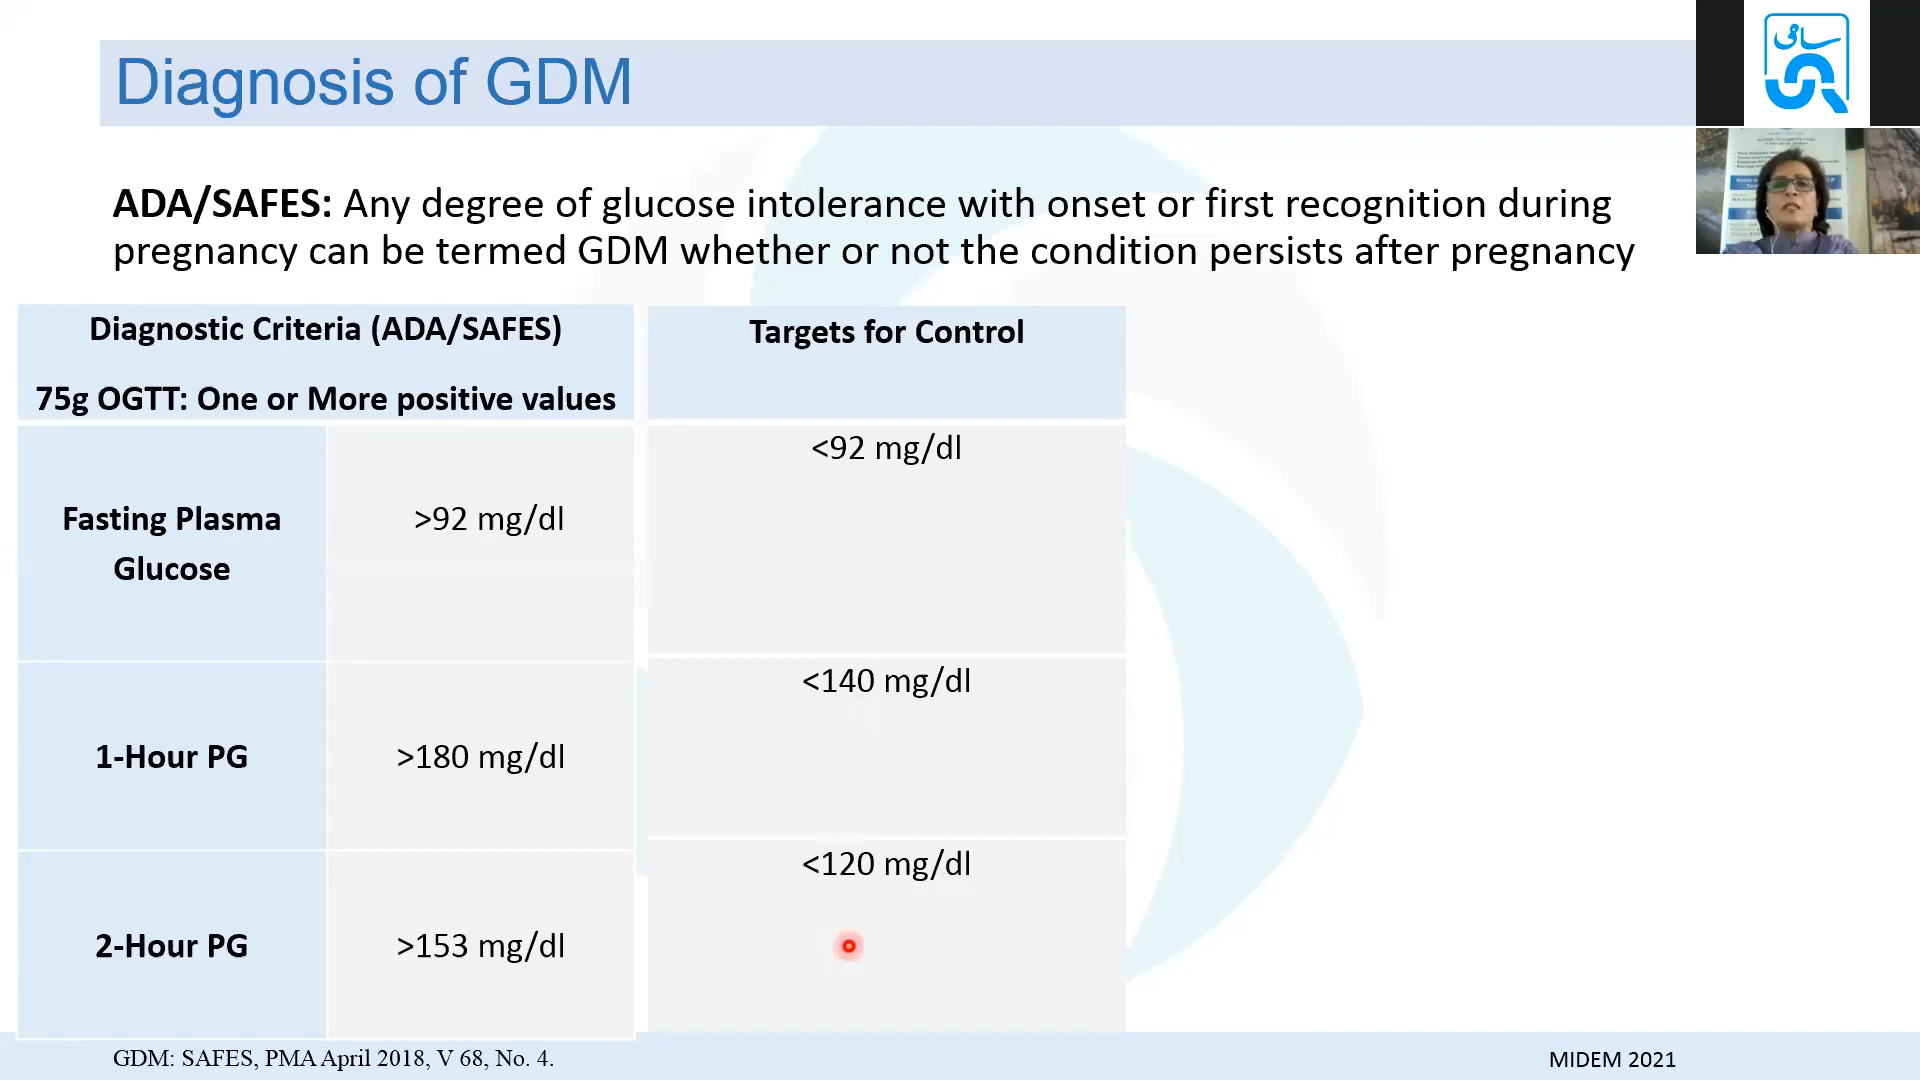 Diagnosis of GDM
ساقی
ADA/SAFES: Any degree of glucose intolerance with onset or first recognition during
pregnancy can be termed GDM whether or not the condition persists after pregnancy
Diagnostic Criteria (ADA/SAFES)
75g OGTT: One or More positive values
Targets for Control
Fasting Plasma
Glucose
>92 mg/dl
<92 mg/dl
1-Hour PG
>180 mg/dl
<140 mg/dl
2-Hour PG
>153 mg/dl
<120 mg/dl
GDM: SAFES, PMA April 2018, V 68, No. 4.
MIDEM 2021